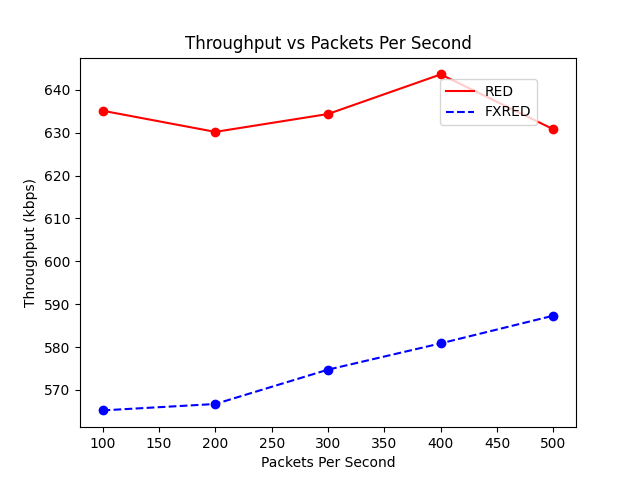 Throughput vs Packets Per Second
Throughput (kbps)
640
630
620
610
600
590
580
570
RED
FXRED
100 150 200 250 300 350 400 450 500
Packets Per Second